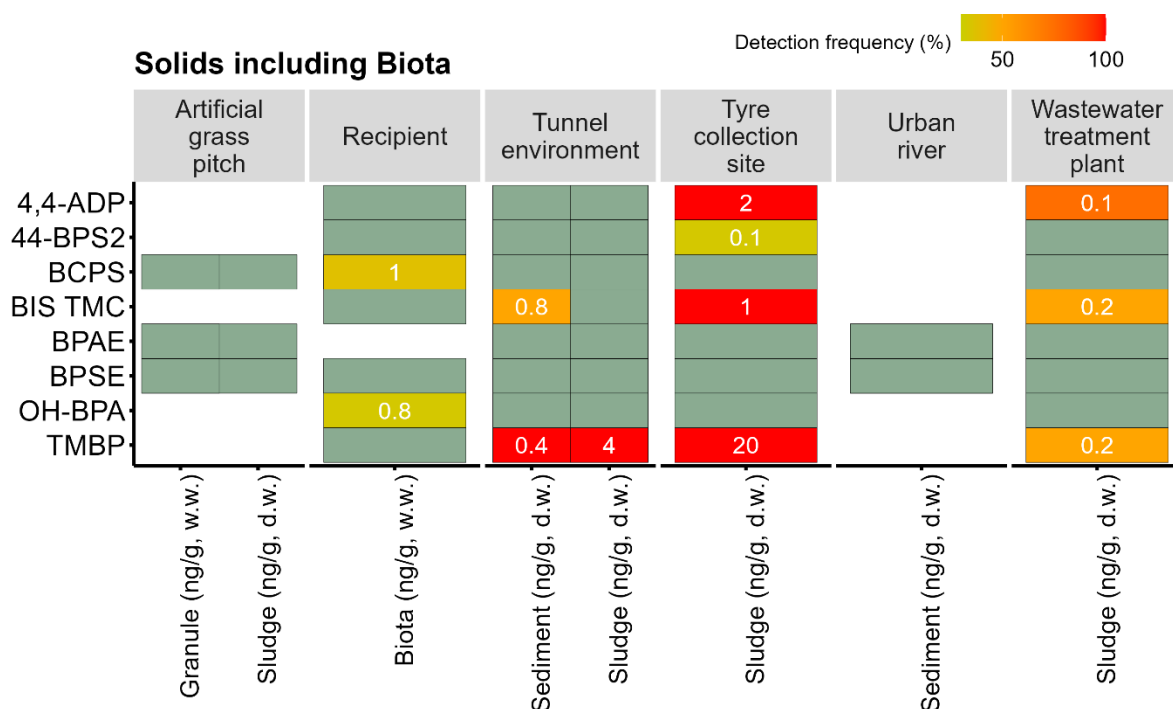 Detection frequency (%)
50
100
Solids including Biota
Artificial
grass
pitch
Recipient
Tunnel
environment
Tyre
collection
site
Urban
river
Wastewater
treatment
plant
4,4-ADP
2
0.1
44-BPS2
0.1
BCPS
1
BIS TMC
0.8
1
0.2
BPAE
BPSE
OH-BPA
0.8
TMBP
0.4
4
20
0.2
Granule (ng/g, w.w.)
Sludge (ng/g, d.w.)
Biota (ng/g, w.w.)
Sediment (ng/g, d.w.)
Sludge (ng/g, d.w.)
Sludge (ng/g, d.w.)
Sediment (ng/g, d.w.)
Sludge (ng/g, d.w.)